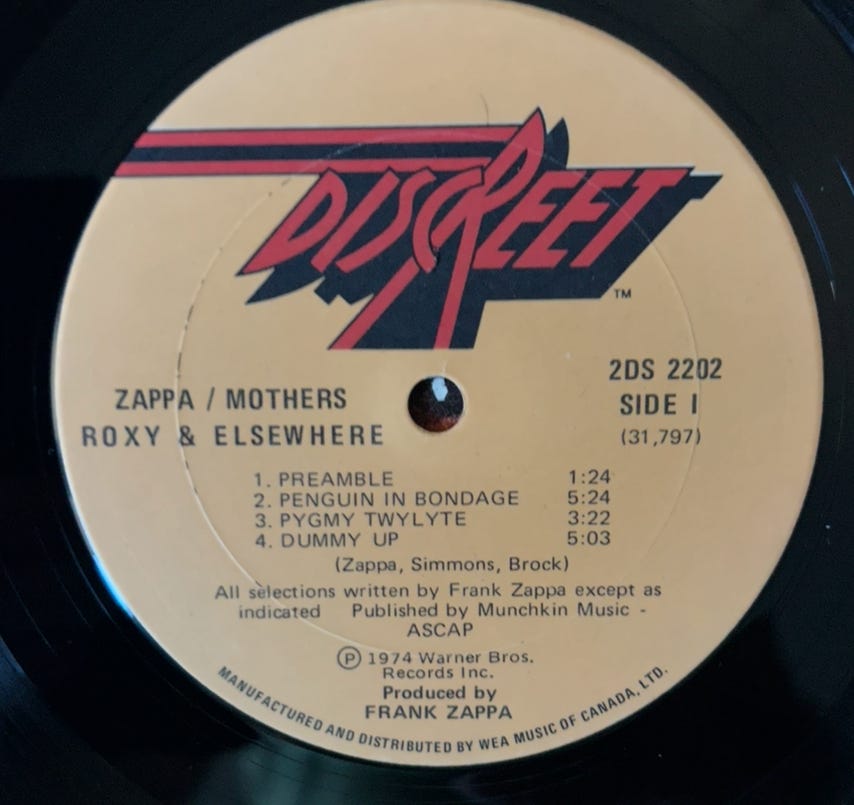 DISCREET
TM
2DS 2202
ZAPPA / MOTHERS
SIDE I
ROXY & ELSEWHERE
(31,797)
1. PREAMBLE 1:24
2. PENGUIN IN BONDAGE 5:24
3. PYGMY TWYLYTE 3:22
4. DUMMY UP 5:03
(Zappa, Simmons, Brock)
All selections written by Frank Zappa except as
indicated Published by Munchkin Music -
ASCAP
Ⓟ 1974 Warner Bros.
Records Inc.
Produced by
FRANK ZAPPA
MANUFACTURED AND DISTRIBUTED BY WEA MUSIC OF CANADA, LTD.